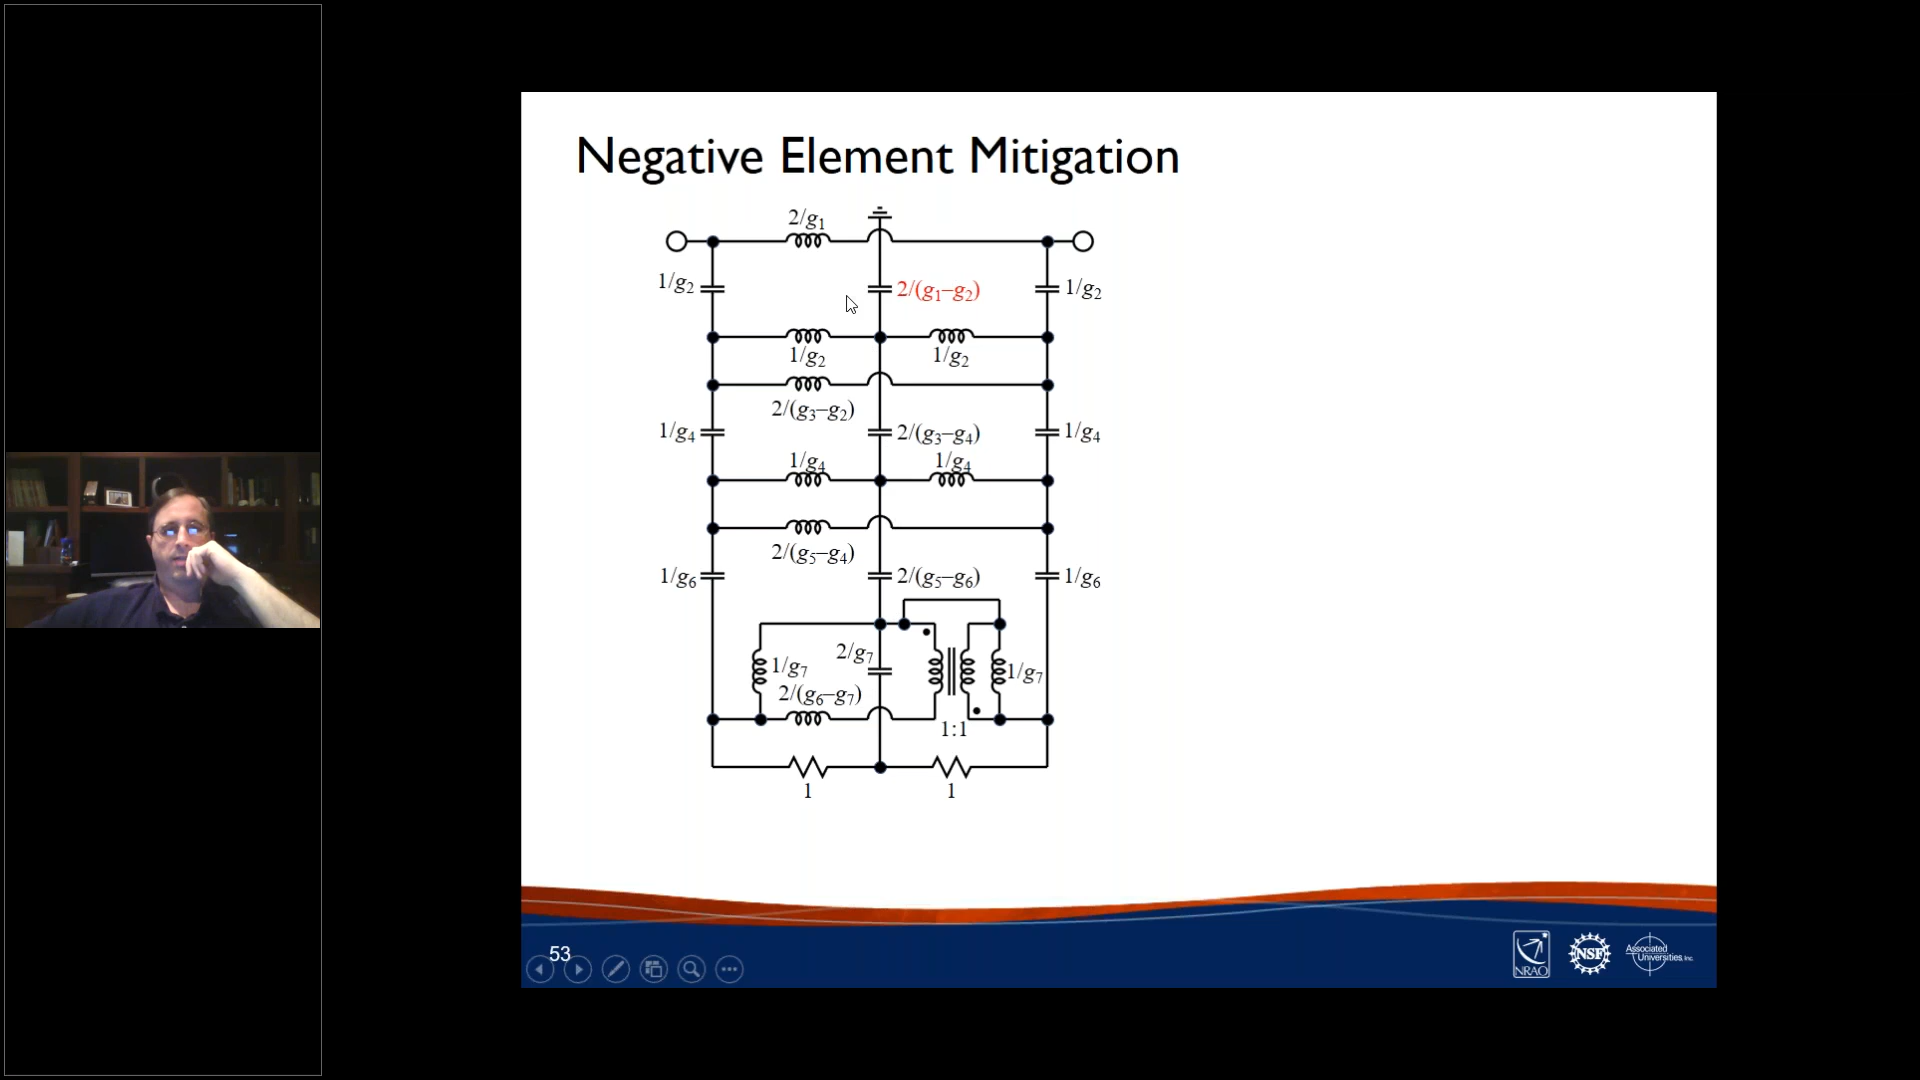 Negative Element Mitigation
2/g₁
1/g₂
2/(g₁–g₂)
1/g₂
1/g₂
1/g₂
2/(g₃–g₂)
1/g₄
2/(g₃–g₄)
1/g₄
1/g₄
1/g₄
2/(g₅–g₄)
1/g₆
2/(g₅–g₆)
1/g₆
2/g₇
1/g₇
1/g₇
2/(g₆–g₇)
1:1
1
1
53
NRAO
NSF
Associated
Universities, Inc.